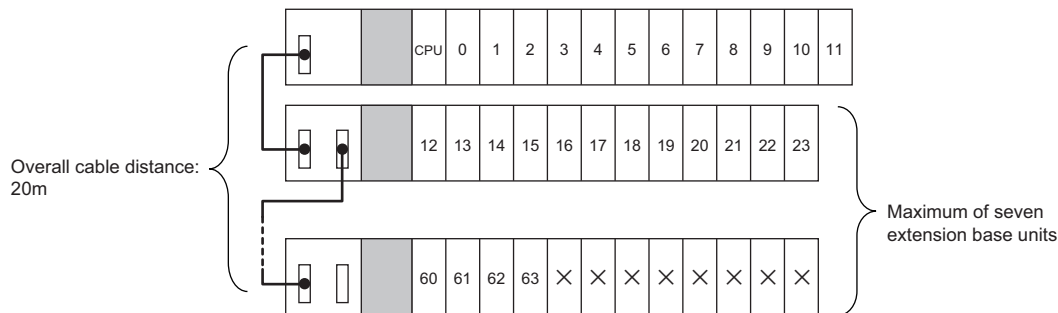 CPU 0 1 2 3 4 5 6 7 8 9 10 11
12 13 14 15 16 17 18 19 20 21 22 23
Overall cable distance:
20m
Maximum of seven
extension base units
60 61 62 63